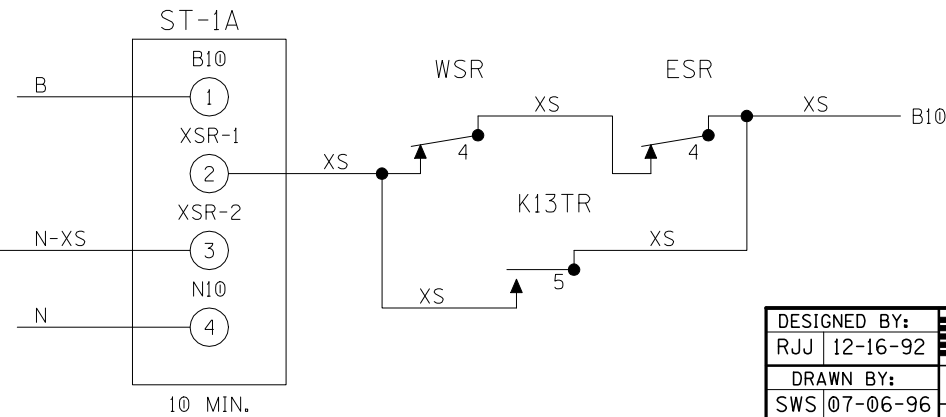 ST-1A
B10
B
1
XSR-1
XS
2
XSR-2
N-XS
3
N10
N
4
10 MIN.
WSR
4
XS
ESR
4
XS
B10
K13TR
5
XS
XS
DESIGNED BY:
RJJ 12-16-92
DRAWN BY:
SWS 07-06-96